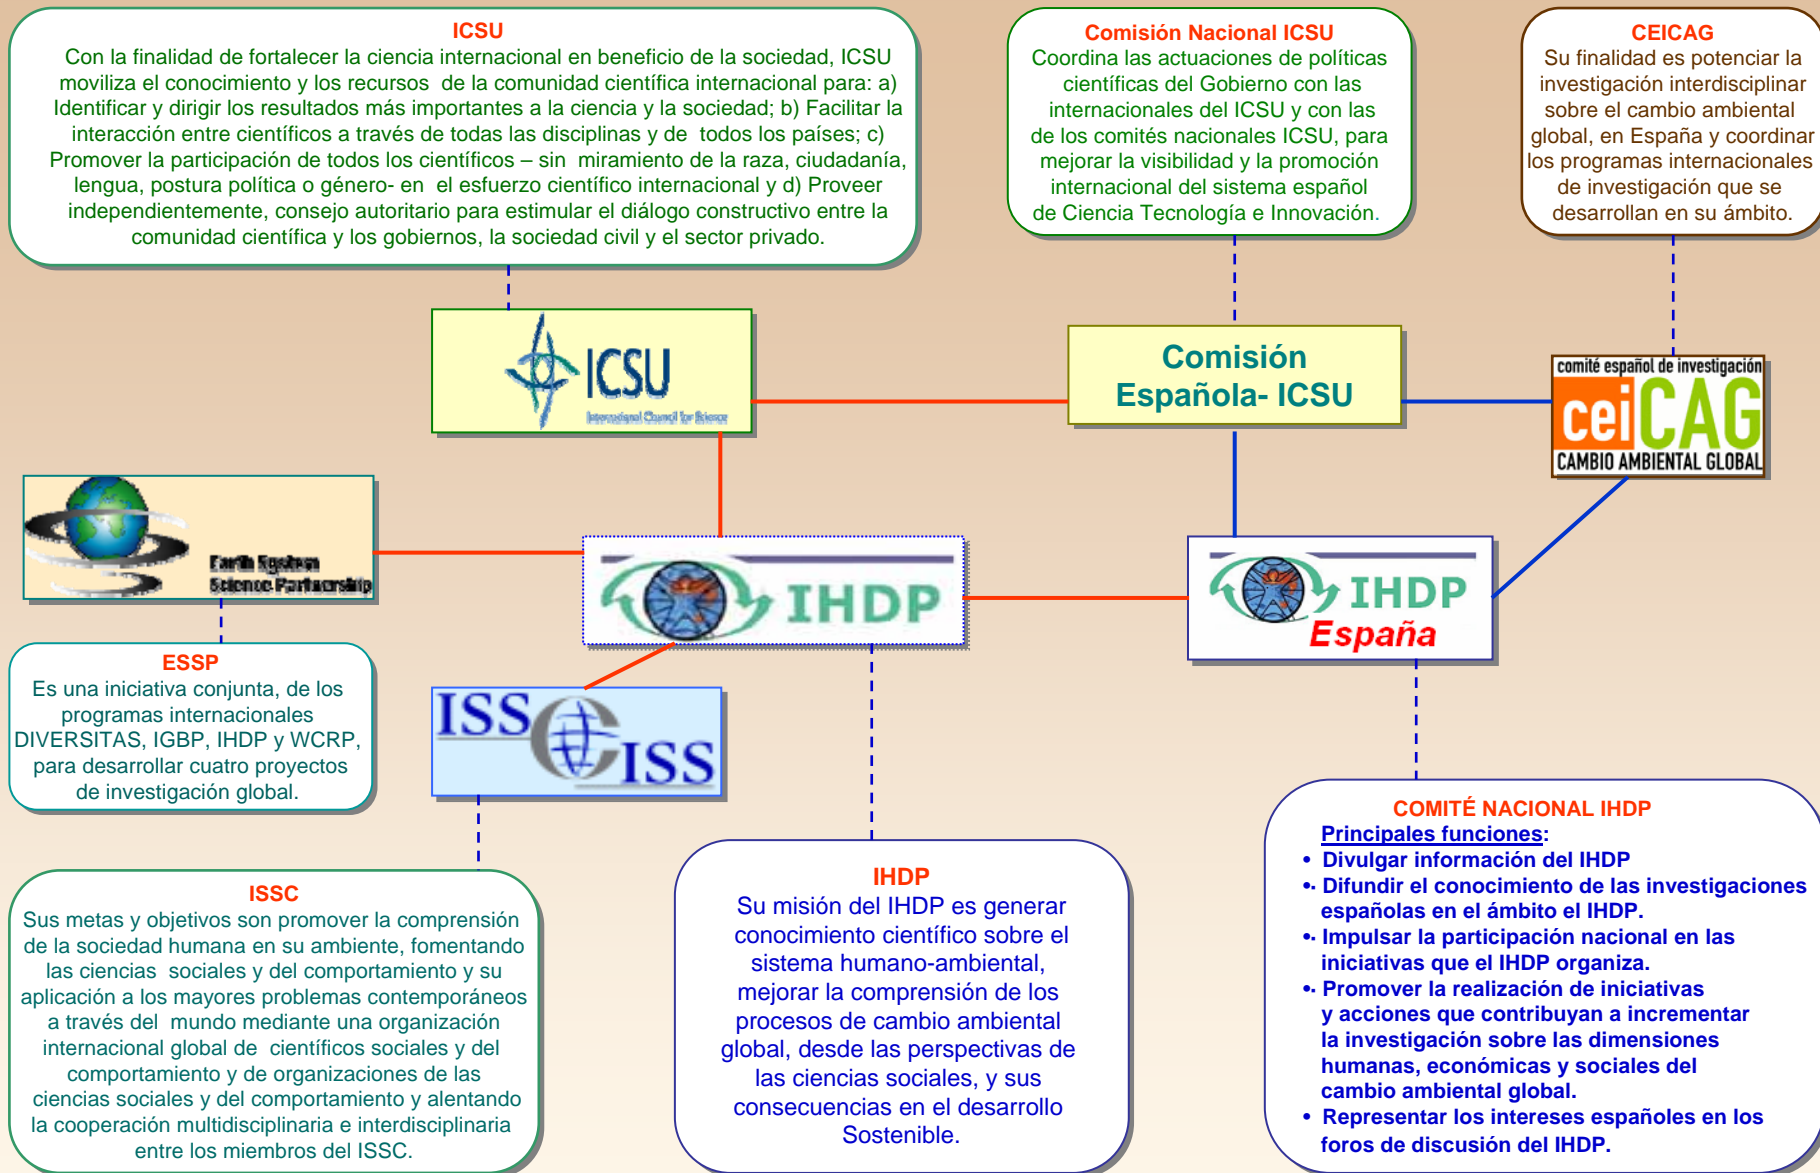 ICSU
Con la finalidad de fortalecer la ciencia internacional en beneficio de la sociedad, ICSU
moviliza el conocimiento y los recursos de la comunidad científica internacional para: a)
Identificar y dirigir los resultados más importantes a la ciencia y la sociedad; b) Facilitar la
interacción entre científicos a través de todas las disciplinas y de todos los países; c)
Promover la participación de todos los científicos – sin miramiento de la raza, ciudadanía,
lengua, postura política o género- en el esfuerzo científico internacional y d) Proveer
independientemente, consejo autoritario para estimular el diálogo constructivo entre la
comunidad científica y los gobiernos, la sociedad civil y el sector privado.
Comisión Nacional ICSU
Coordina las actuaciones de políticas
científicas del Gobierno con las
internacionales del ICSU y con las
de los comités nacionales ICSU, para
mejorar la visibilidad y la promoción
internacional del sistema español
de Ciencia Tecnología e Innovación.
CEICAG
Su finalidad es potenciar la
investigación interdisciplinar
sobre el cambio ambiental
global, en España y coordinar
los programas internacionales
de investigación que se
desarrollan en su ámbito.
ICSU
International Council for Science
Comisión
Española- ICSU
comité español de investigación
ceiCAG
CAMBIO AMBIENTAL GLOBAL
Earth System
Science Partnership
IHDP
IHDP
España
ESSP
Es una iniciativa conjunta, de los
programas internacionales
DIVERSITAS, IGBP, IHDP y WCRP,
para desarrollar cuatro proyectos
de investigación global.
ISSC
CISS
ISSC
Sus metas y objetivos son promover la comprensión
de la sociedad humana en su ambiente, fomentando
las ciencias sociales y del comportamiento y su
aplicación a los mayores problemas contemporáneos
a través del mundo mediante una organización
internacional global de científicos sociales y del
comportamiento y de organizaciones de las
ciencias sociales y del comportamiento y alentando
la cooperación multidisciplinaria e interdisciplinaria
entre los miembros del ISSC.
IHDP
Su misión del IHDP es generar
conocimiento científico sobre el
sistema humano-ambiental,
mejorar la comprensión de los
procesos de cambio ambiental
global, desde las perspectivas de
las ciencias sociales, y sus
consecuencias en el desarrollo
Sostenible.
COMITÉ NACIONAL IHDP
Principales funciones:
• Divulgar información del IHDP
•· Difundir el conocimiento de las investigaciones
españolas en el ámbito el IHDP.
•· Impulsar la participación nacional en las
iniciativas que el IHDP organiza.
•· Promover la realización de iniciativas
y acciones que contribuyan a incrementar
la investigación sobre las dimensiones
humanas, económicas y sociales del
cambio ambiental global.
• Representar los intereses españoles en los
foros de discusión del IHDP.